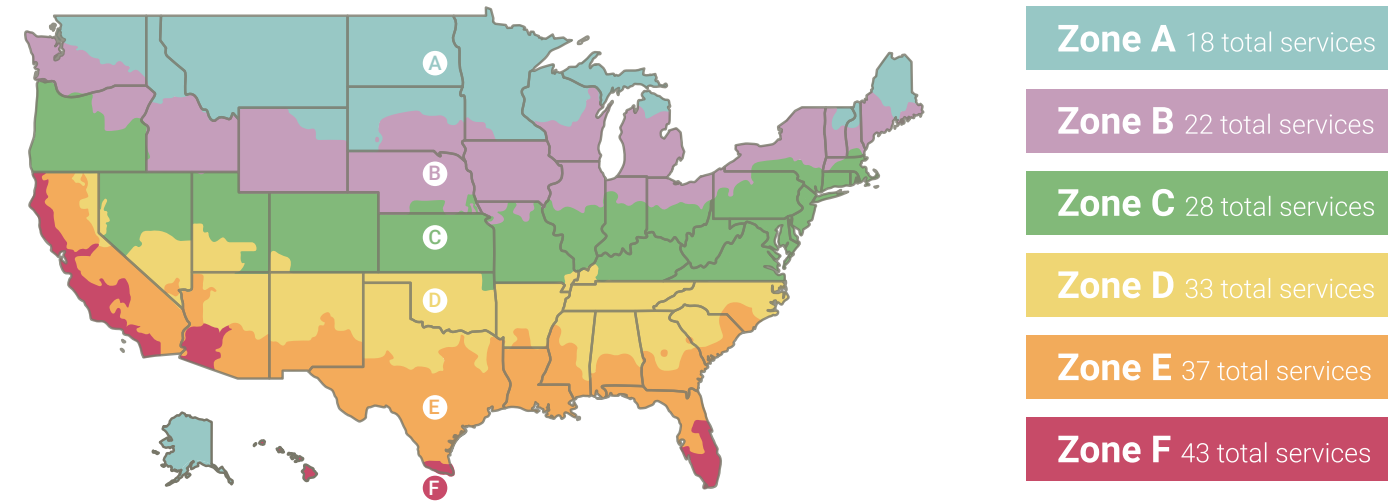 A
B
C
D
E
F
Zone A 18 total services
Zone B 22 total services
Zone C 28 total services
Zone D 33 total services
Zone E 37 total services
Zone F 43 total services